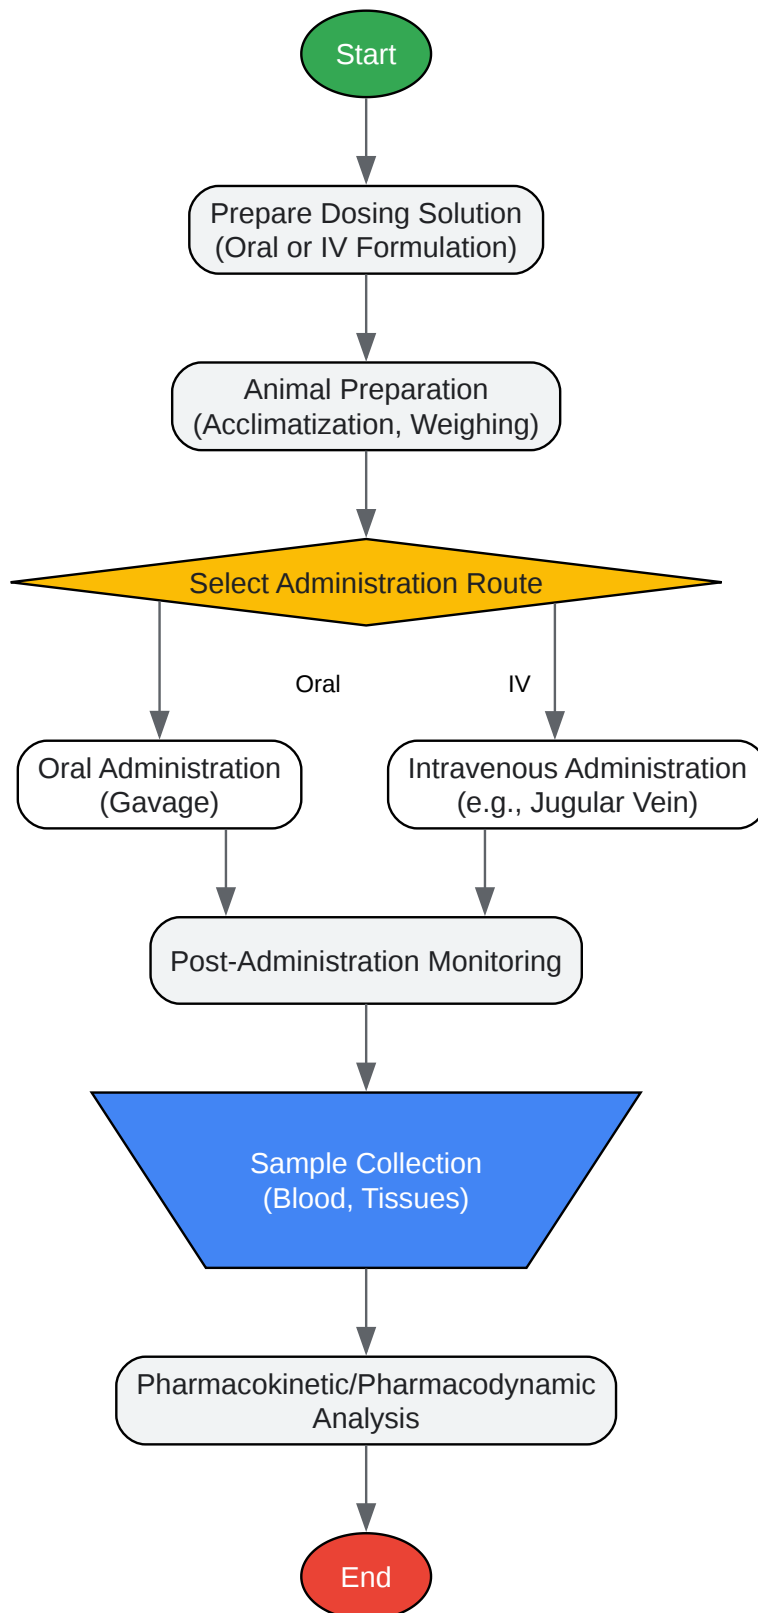 Start
Prepare Dosing Solution
(Oral or IV Formulation)
Animal Preparation
(Acclimatization, Weighing)
Select Administration Route
Oral
IV
Oral Administration
(Gavage)
Intravenous Administration
(e.g., Jugular Vein)
Post-Administration Monitoring
Sample Collection
(Blood, Tissues)
Pharmacokinetic/Pharmacodynamic
Analysis
End